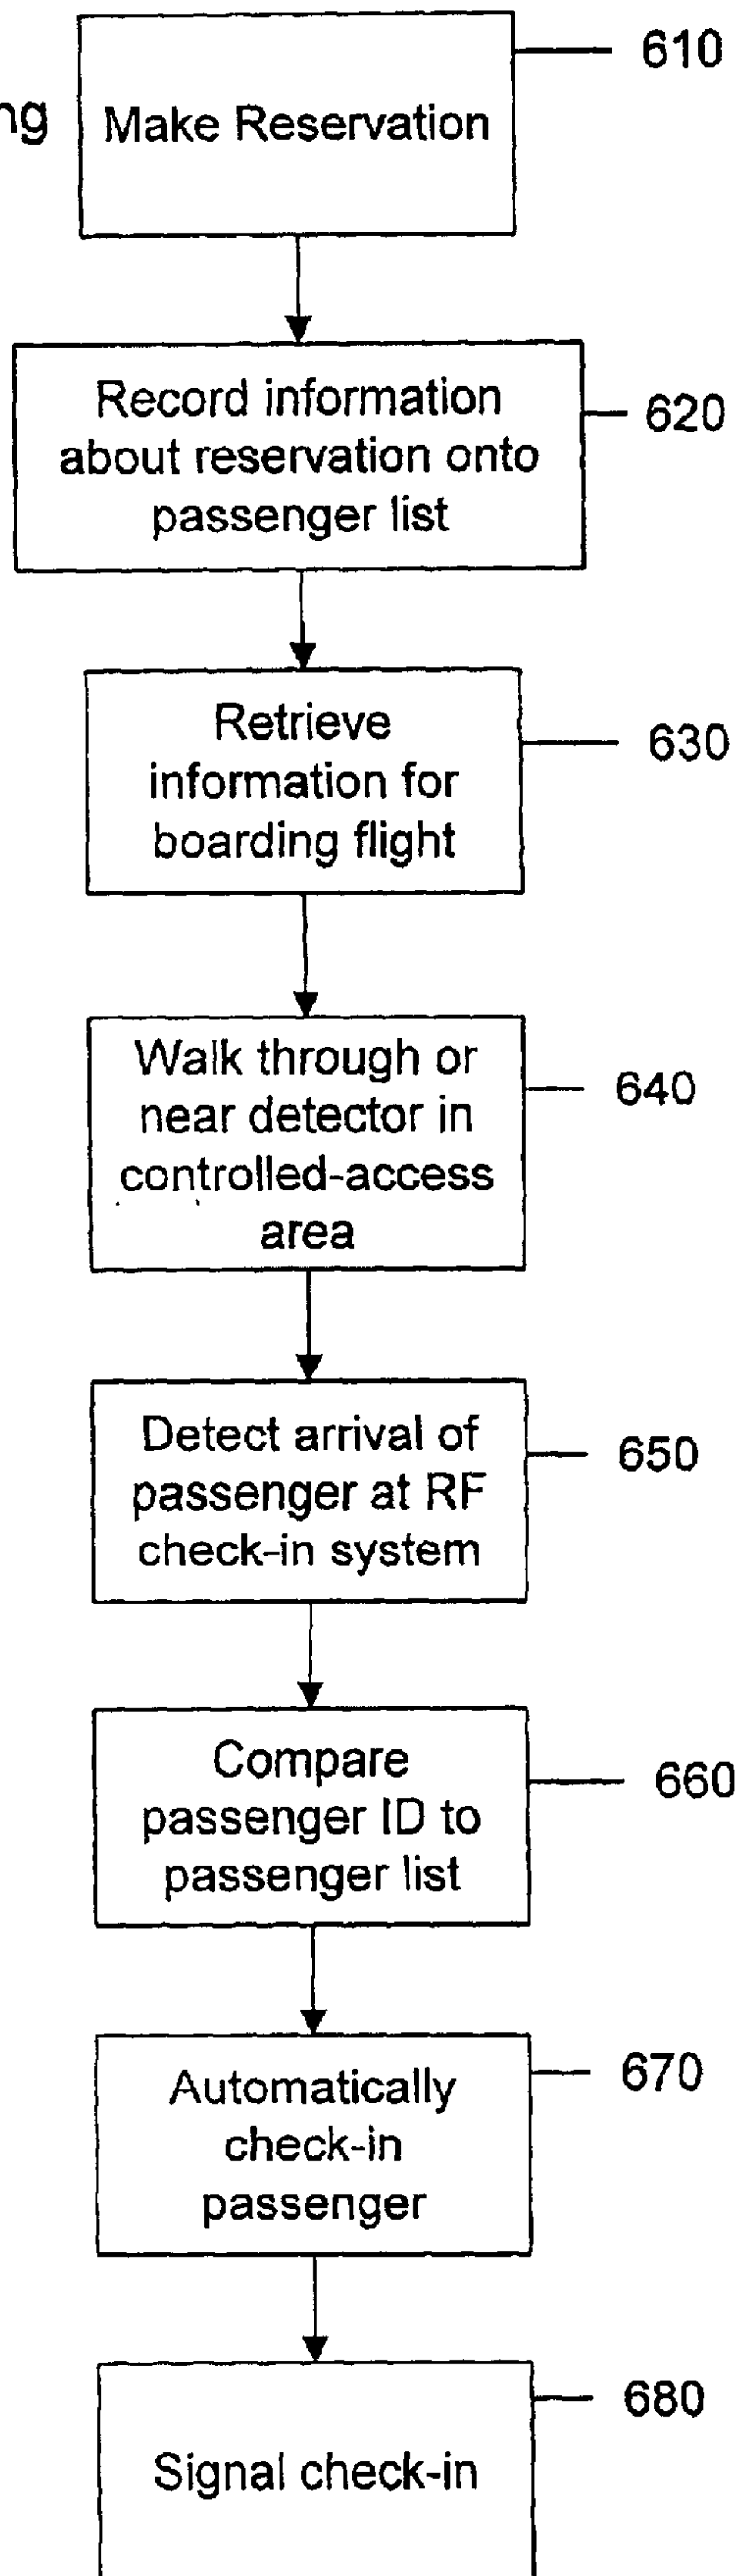 610
Make Reservation
Record information
about reservation onto
passenger list
620
Retrieve
information for
boarding flight
630
Walk through or
near detector in
controlled-access
area
640
Detect arrival of
passenger at RF
check-in system
650
Compare
passenger ID to
passenger list
660
Automatically
check-in
passenger
670
680
Signal check-in